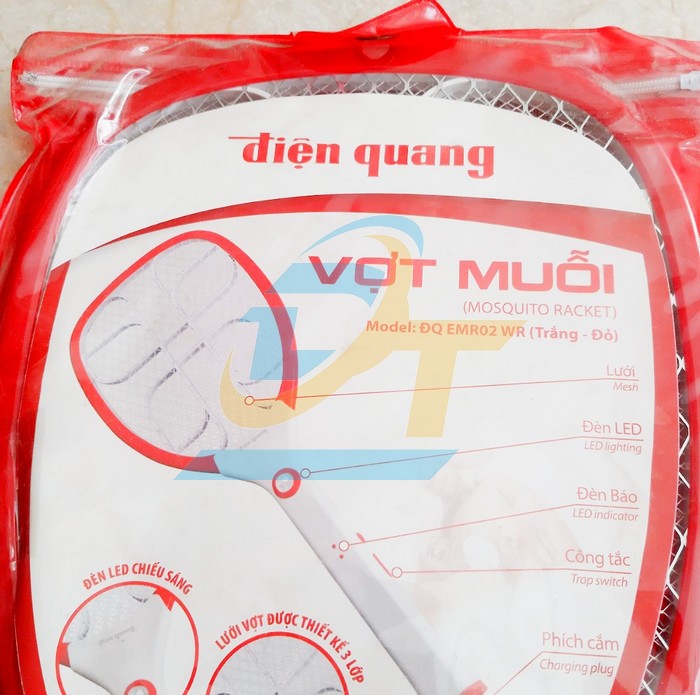 điện quang
VỢT MUỖI
(MOSQUITO RACKET)
Model: ĐQ EMR02 WR (Trắng - Đỏ)
Lưới
Mesh
Đèn LED
LED lighting
Đèn Báo
LED indicator
Công tắc
Trap switch
Phích cắm
Charging plug
ĐÈN LED CHIẾU SÁNG
LƯỚI VỢT ĐƯỢC THIẾT KẾ 3 LỚP